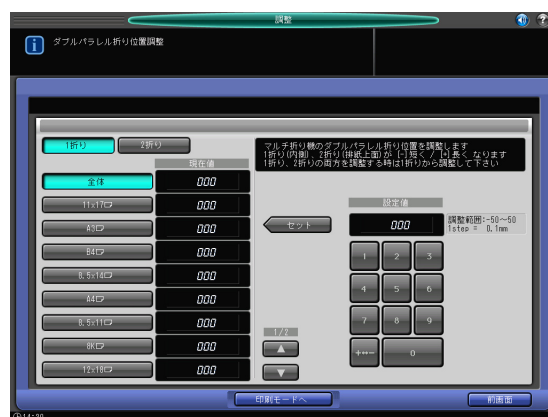 調整
ダブルパラレル折り位置調整
1折り 2折り
現在値
マルチ折り機のダブルパラレル折り位置を調整します
1折り(内側)、2折り(排紙上面)が [-]短く / [+]長く なります
1折り、2折りの両方を調整する時は1折りから調整して下さい
全体 000
11x17 000
A3 000
B4 000
8.5x14 000
A4 000
8.5x11 000
8K 000
12x18 000
設定値
セット 000
調整範囲:-50～50
1step = 0.1mm
1 2 3
4 5 6
7 8 9
+↔- 0
1/2
印刷モードへ 前画面
14:20